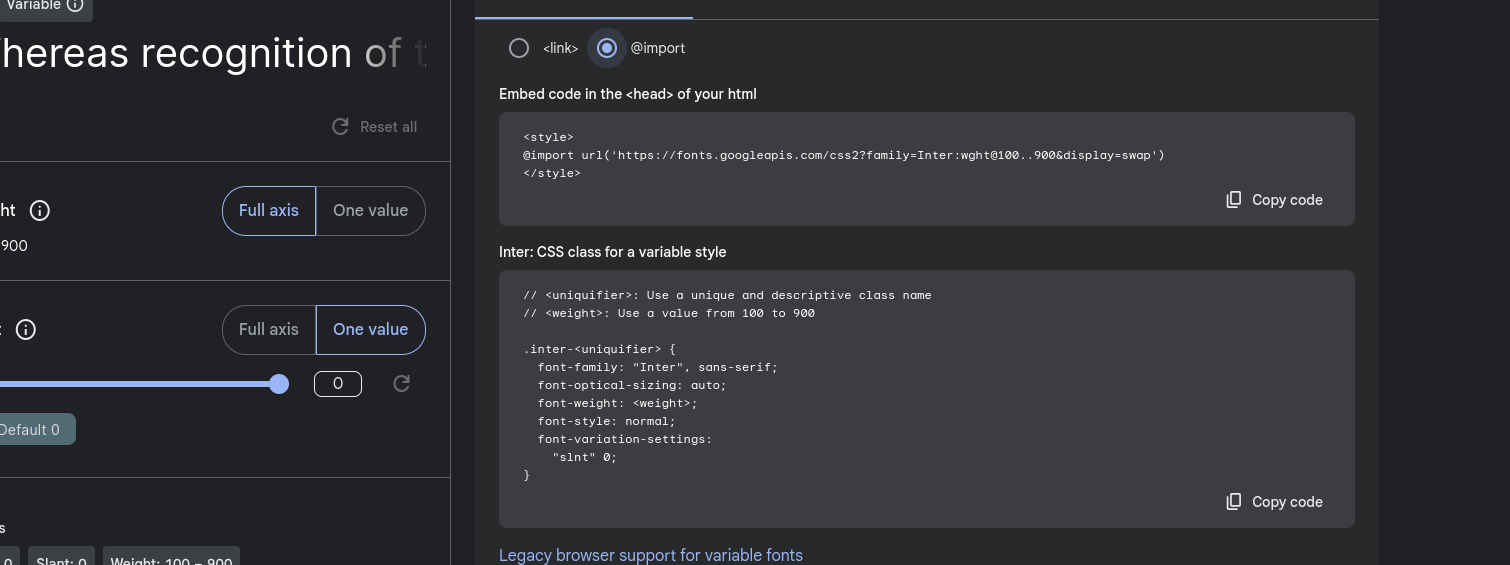 Variable
hereas recognition of t
Reset all
ht
Full axis
One value
900
Full axis
One value
0
Default 0
s
0
Slant: 0
Weight: 100 – 900
<link>
@import
Embed code in the <head> of your html
<style>
@import url('https://fonts.googleapis.com/css2?family=Inter:wght@100..900&display=swap')
</style>
Copy code
Inter: CSS class for a variable style
// <uniquifier>: Use a unique and descriptive class name
// <weight>: Use a value from 100 to 900
.inter-<uniquifier> {
font-family: "Inter", sans-serif;
font-optical-sizing: auto;
font-weight: <weight>;
font-style: normal;
font-variation-settings:
"slnt" 0;
}
Copy code
Legacy browser support for variable fonts